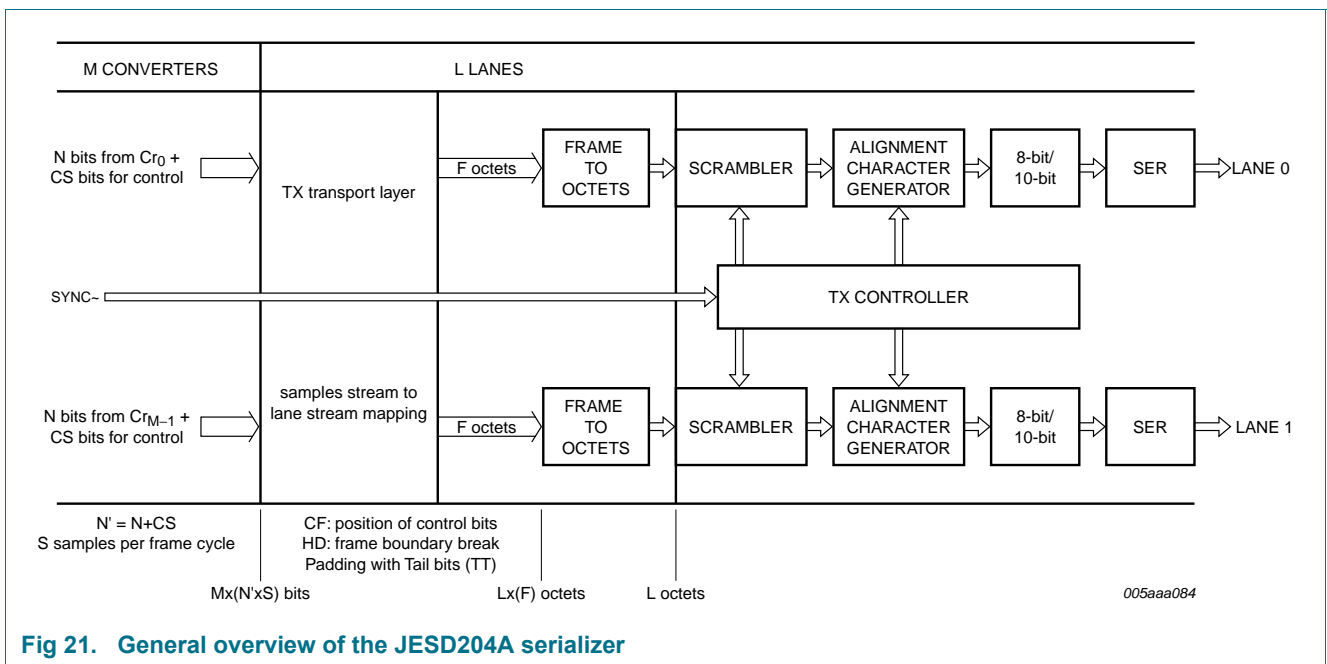 M CONVERTERS
L LANES
N bits from Cr0 +
CS bits for control
TX transport layer
F octets
FRAME
TO
OCTETS
SCRAMBLER
ALIGNMENT
CHARACTER
GENERATOR
8-bit/
10-bit
SER
LANE 0
SYNC~
TX CONTROLLER
N bits from CrM−1 +
CS bits for control
samples stream to
lane stream mapping
F octets
FRAME
TO
OCTETS
SCRAMBLER
ALIGNMENT
CHARACTER
GENERATOR
8-bit/
10-bit
SER
LANE 1
N' = N+CS
S samples per frame cycle
CF: position of control bits
HD: frame boundary break
Padding with Tail bits (TT)
Mx(N'xS) bits
Lx(F) octets
L octets
005aaa084
Fig 21. General overview of the JESD204A serializer